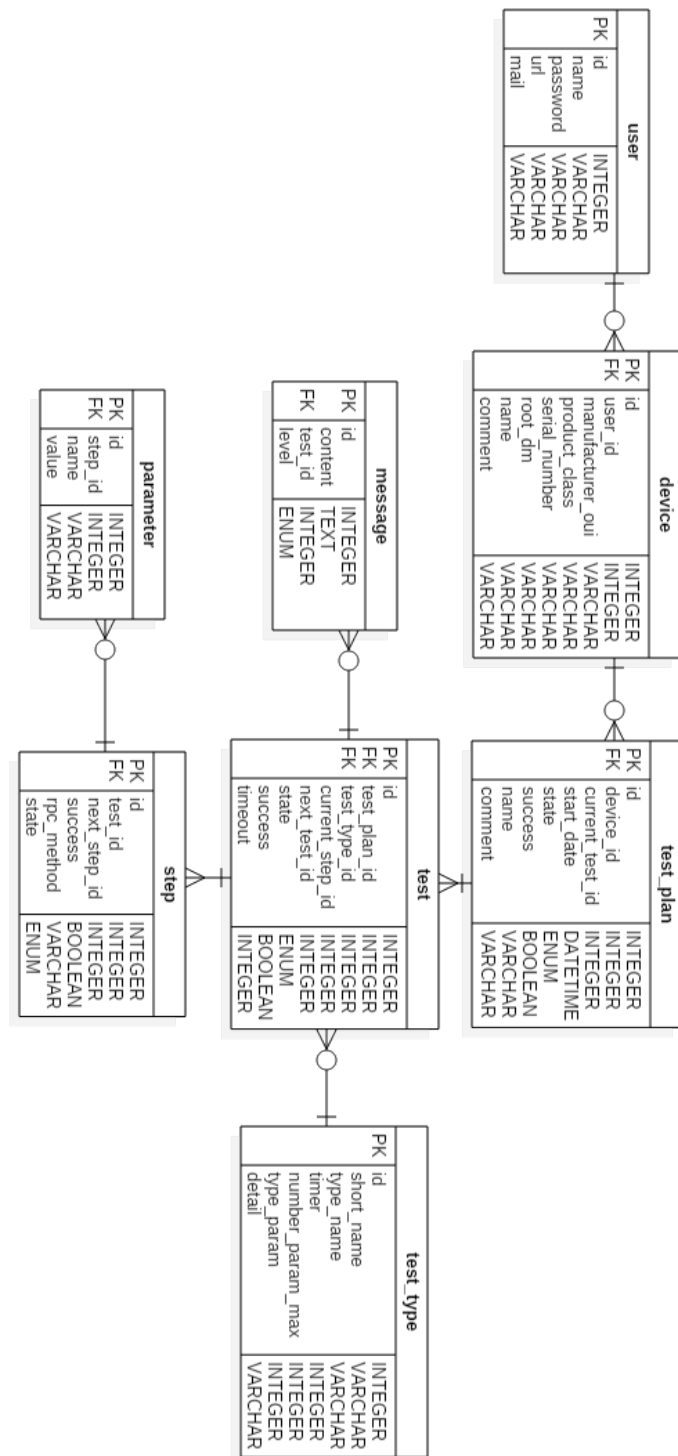 user
PK id INTEGER
name VARCHAR
password VARCHAR
url VARCHAR
mail VARCHAR
device
PK id INTEGER
FK user_id INTEGER
manufacturer_oui VARCHAR
product_class VARCHAR
serial_number VARCHAR
root_dm VARCHAR
name VARCHAR
comment VARCHAR
test_plan
PK id INTEGER
FK device_id INTEGER
current_test_id INTEGER
start_date DATETIME
state ENUM
success BOOLEAN
name VARCHAR
comment VARCHAR
message
PK id INTEGER
content TEXT
FK test_id INTEGER
level ENUM
test
PK id INTEGER
FK test_plan_id INTEGER
FK test_type_id INTEGER
current_step_id INTEGER
next_test_id INTEGER
state ENUM
success BOOLEAN
timeout INTEGER
test_type
PK id INTEGER
short_name VARCHAR
type_name VARCHAR
timer INTEGER
number_param_max INTEGER
type_param INTEGER
detail VARCHAR
parameter
PK id INTEGER
FK step_id INTEGER
name VARCHAR
value VARCHAR
step
PK id INTEGER
FK test_id INTEGER
next_step_id INTEGER
success BOOLEAN
rpc_method VARCHAR
state ENUM